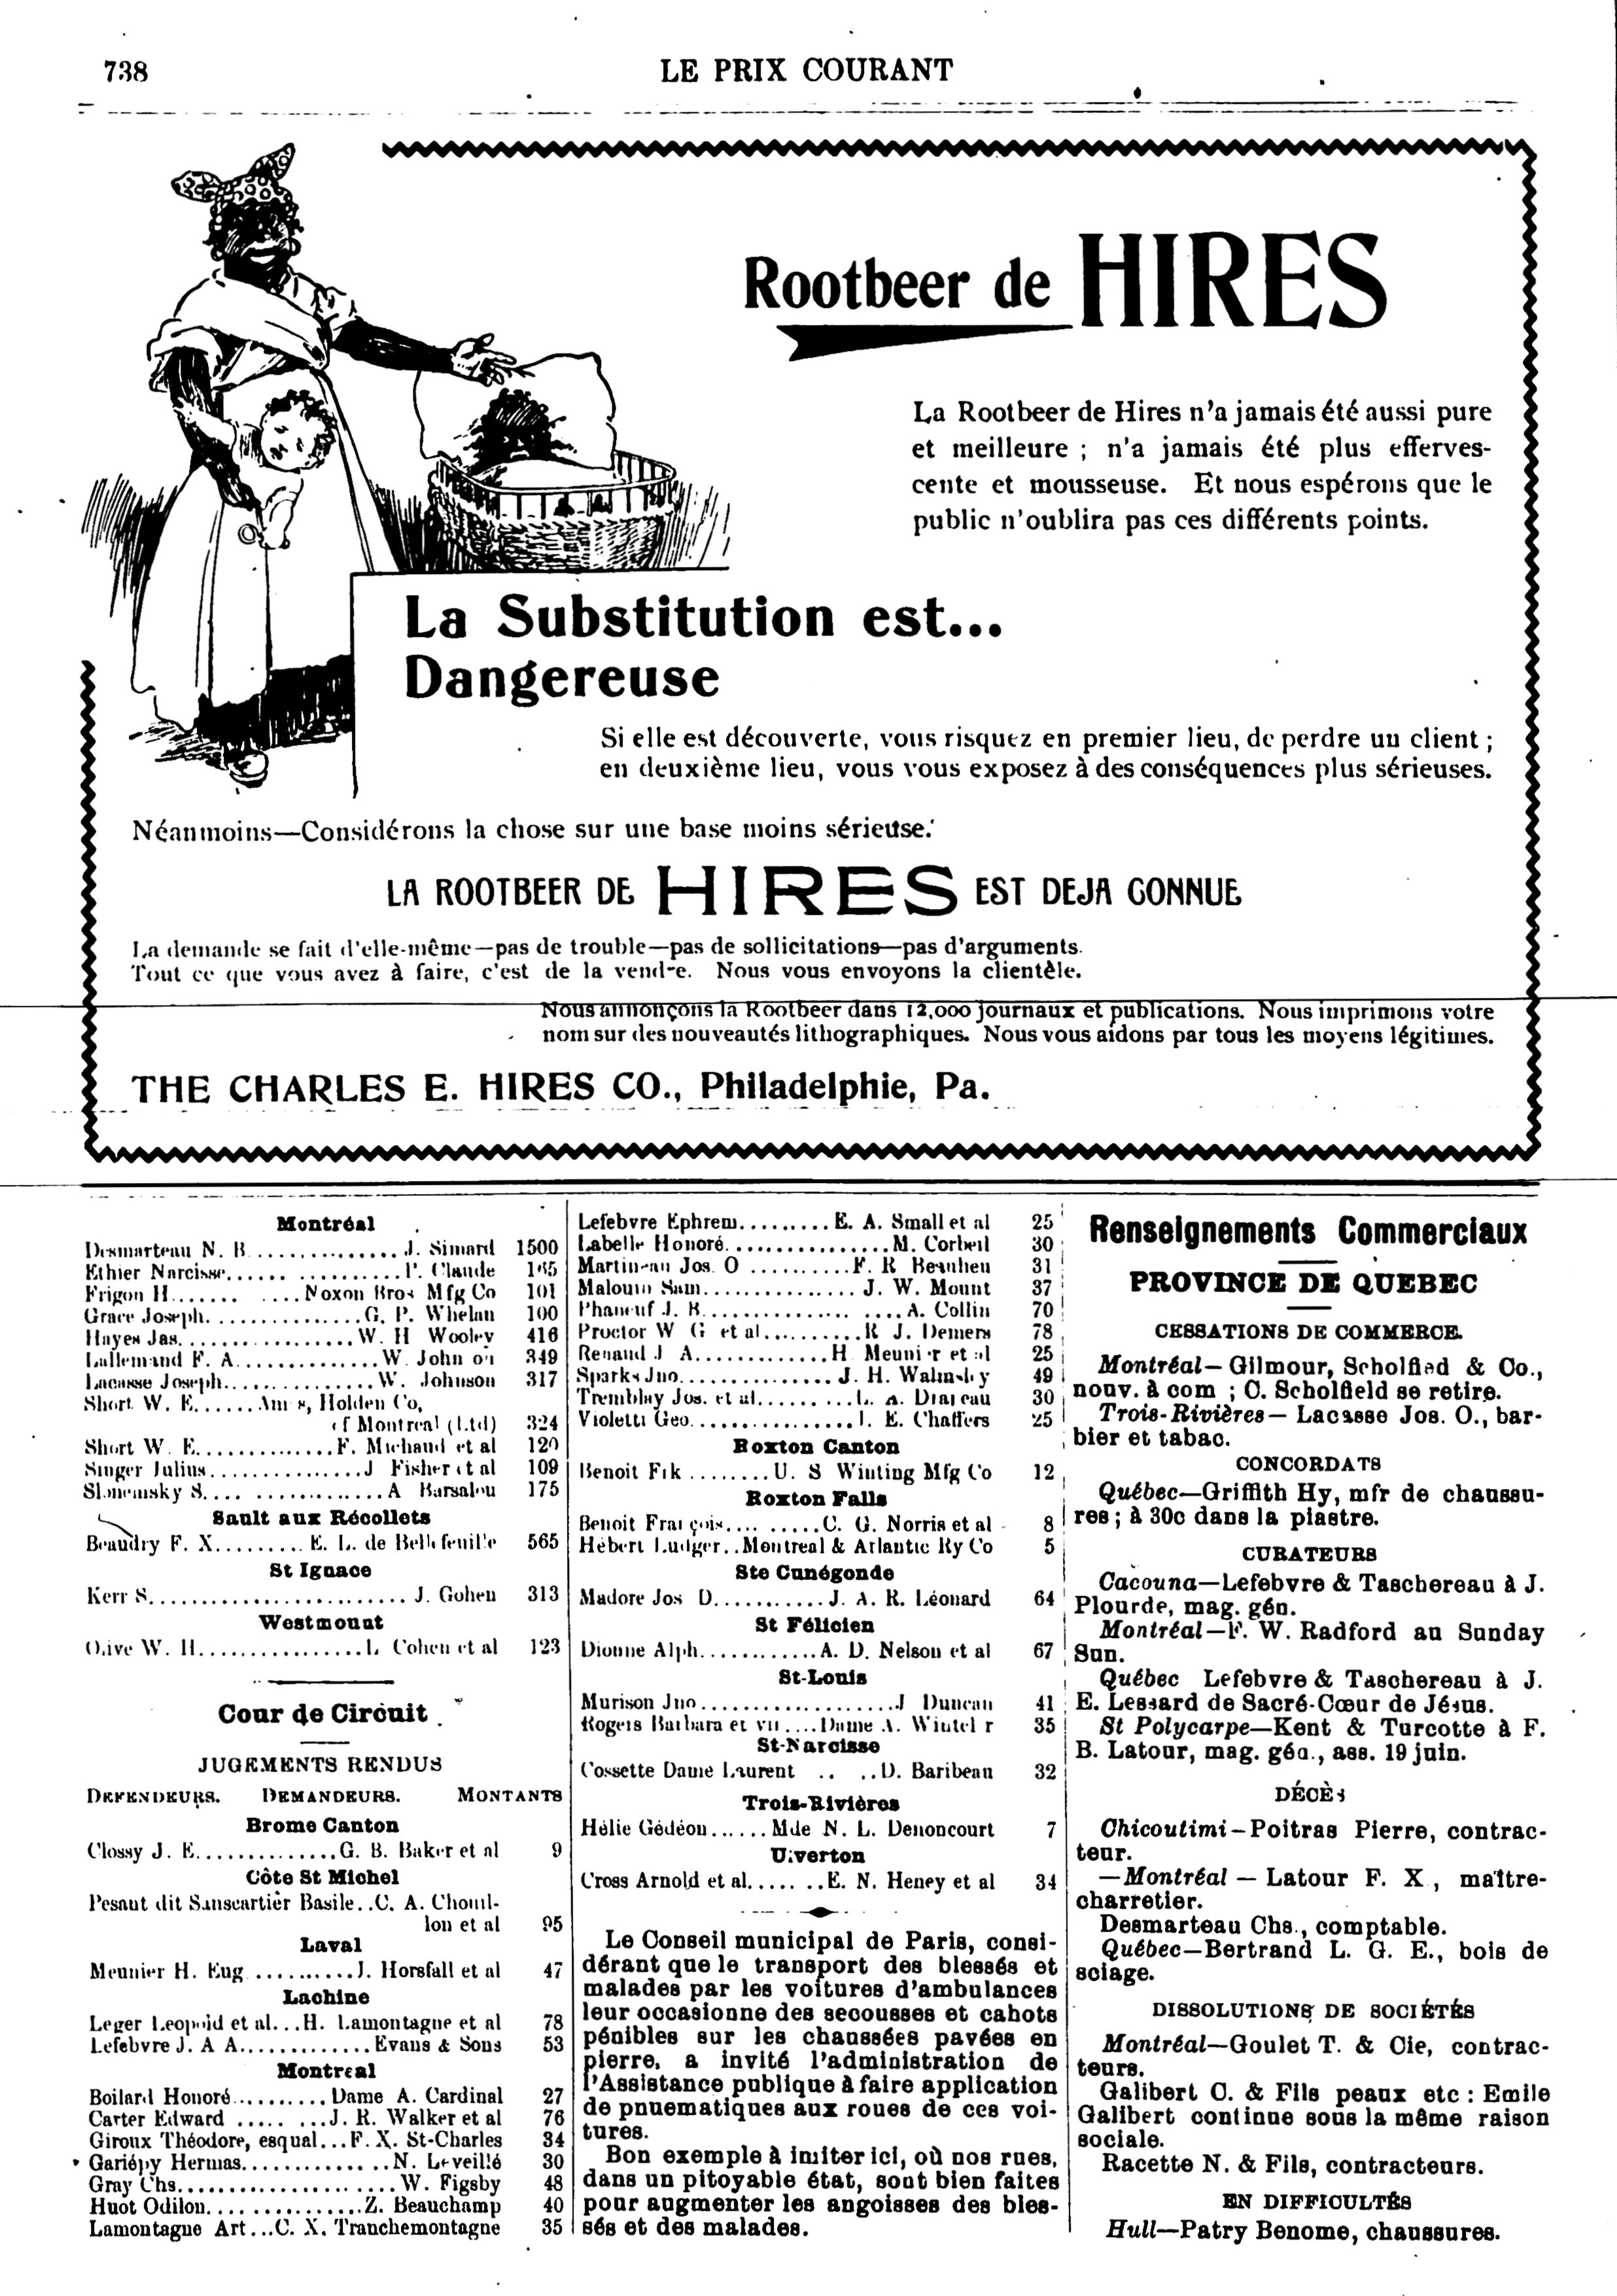 738
LE PRIX COURANT
Rootbeer de HIRES
La Rootbeer de Hires n'a jamais été aussi pure
et meilleure ; n'a jamais été plus efferves-
cente et mousseuse. Et nous espérons que le
public n'oublira pas ces différents points.
La Substitution est...
Dangereuse
Si elle est découverte, vous risquez en premier lieu, de perdre un client ;
en deuxième lieu, vous vous exposez à des conséquences plus sérieuses.
Néanmoins—Considérons la chose sur une base moins sérieuse.
LA ROOTBEER DE HIRES EST DEJA CONNUE
La demande se fait d'elle-même—pas de trouble—pas de sollicitations—pas d'arguments.
Tout ce que vous avez à faire, c'est de la vendre. Nous vous envoyons la clientèle.
Nous annonçons la Rootbeer dans 12,000 journaux et publications. Nous imprimons votre
nom sur des nouveautés lithographiques. Nous vous aidons par tous les moyens légitimes.
THE CHARLES E. HIRES CO., Philadelphie, Pa.
Montréal
Desmarteau N. B. ............... J. Simard 1500
Ethier Narcisse...... ..........P. Claude 165
Frigon H....... ....Noxon Bros Mfg Co 101
Grace Joseph................G. P. Whelan 100
Hayes Jas..................W. H Wooley 416
Lallemand F. A..............W. John on 349
Lacasse Joseph...............W. Johnson 317
Short W. E......Am s, Holden Co,
of Montreal (Ltd) 324
Short W. E..............F. Michaud et al 120
Singer Julius................J Fisher et al 109
S. .... ............. A Barsalou 175
Sault aux Récollets
Beaudry F. X......... E. L. de Bellefeuille 565
St Ignace
Kerr S......................... J. Gohen 313
Westmount
Olive W. H.................L Cohen et al 123
Cour de Circuit
JUGEMENTS RENDUS
DEFENDEURS. DEMANDEURS. MONTANTS
Brome Canton
Clossy J. E..............G. B. Baker et al 9
Côte St Michel
Pesant dit Sanscartier Basile..C. A. Chouil-
lon et al 95
Laval
Meunier H. Eug ..........J. Horsfall et al 47
Lachine
Leger Leopold et al...H. Lamontagne et al 78
Lefebvre J. A A.............Evans & Sons 53
Montreal
Boilard Honoré..........Dame A. Cardinal 27
Carter Edward ..... ...J. R. Walker et al 76
Giroux Théodore, esqual...F. X. St-Charles 34
Gariépy Hermas..............N. Leveillé 30
Gray Chs......................W. Figsby 48
Huot Odilon................Z. Beauchamp 40
Lamontague Art...C. X. Tranchemontagne 35
Lefebvre Ephrem.........E. A. Small et al 25
Labelle Honoré................M. Corbeil 30
Martineau Jos. O ..........F. R Beaulieu 31
Malouin Sam............... J. W. Mount 37
Phaneuf J. B............... ....A. Collin 70
Proctor W G et al..........R J. Demers 78
Renaud J A.............H Meunier et al 25
Sparks Jno................J. H. Walmsley 49
Tremblay Jos. et al..........L. A. 30
Violetti Geo.................I. E. Chaffers 25
Roxton Canton
Benoit Fik ........U. S Winting Mfg Co 12
Roxton Falls
Benoit François.... .....C. G. Norris et al 8
Hébert Ludger..Montreal & Atlantic Ry Co 5
Ste Cunégonde
Madore Jos D...........J. A. R. Léonard 64
St Félicien
Dionne Alph............A. D. Nelson et al 67
St-Louis
Murison Jno....................J Duncan 41
Rogers Barbara et vir....Dame A. 35
St-Narcisse
Cossette Dame Laurent .. ..D. Baribeau 32
Trois-Rivières
Hélie Gédéon......Mde N. L. Denoncourt 7
Ulverton
Cross Arnold et al..... ..E. N. Heney et al 34
Le Conseil municipal de Paris, consi-
dérant que le transport des blessés et
malades par les voitures d'ambulances
leur occasionne des secousses et cahots
pénibles sur les chaussées pavées en
pierre, a invité l'administration de
l'Assistance publique à faire application
de pnuematiques aux roues de ces voi-
tures.
Bon exemple à imiter ici, où nos rues,
dans un pitoyable état, sont bien faites
pour augmenter les angoisses des bles-
sés et des malades.
Renseignements Commerciaux
PROVINCE DE QUEBEC
CESSATIONS DE COMMERCE.
Montréal—Gilmour, Scholfied & Co.,
nouv. à com ; C. Scholfield se retire.
Trois-Rivières—Lacasse Jos. O., bar-
bier et tabac.
CONCORDATS
Québec—Griffith Hy, mfr de chaussu-
res ; à 30c dans la piastre.
CURATEURS
Cacouna—Lefebvre & Taschereau à J.
Plourde, mag. gén.
Montréal—F. W. Radford au Sunday
Sun.
Québec Lefebvre & Taschereau à J.
E. Lessard de Sacré-Cœur de Jésus.
St Polycarpe—Kent & Turcotte à F.
B. Latour, mag. gén., ass. 19 juin.
DÉCÈS
Chicoutimi—Poitras Pierre, contrac-
teur.
—Montréal — Latour F. X , maître-
charretier.
Desmarteau Chs., comptable.
Québec—Bertrand L. G. E., bois de
sciage.
DISSOLUTIONS DE SOCIÉTÉS
Montréal—Goulet T. & Cie, contrac-
teurs.
Galibert C. & Fils peaux etc : Emile
Galibert continue sous la même raison
sociale.
Racette N. & Fils, contracteurs.
EN DIFFICULTÉS
Hull—Patry Benome, chaussures.